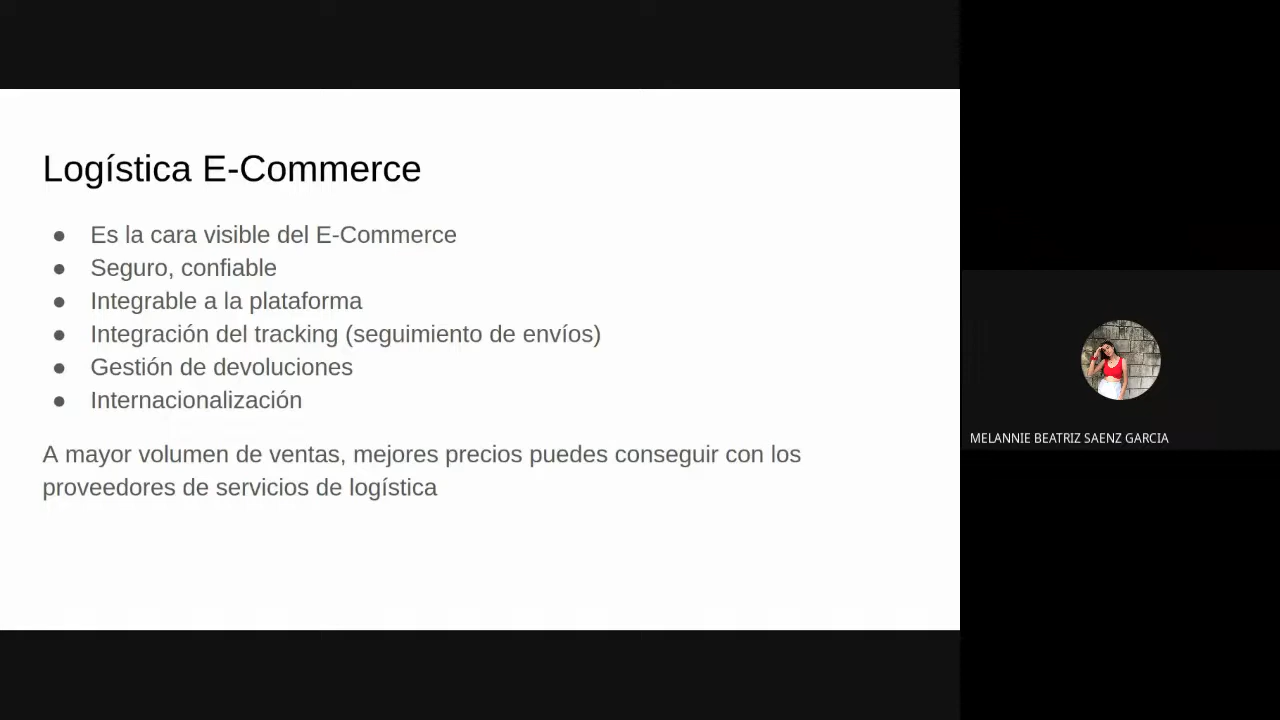 Logística E-Commerce
● Es la cara visible del E-Commerce
● Seguro, confiable
● Integrable a la plataforma
● Integración del tracking (seguimiento de envíos)
● Gestión de devoluciones
● Internacionalización
A mayor volumen de ventas, mejores precios puedes conseguir con los
proveedores de servicios de logística
MELANNIE BEATRIZ SAENZ GARCIA